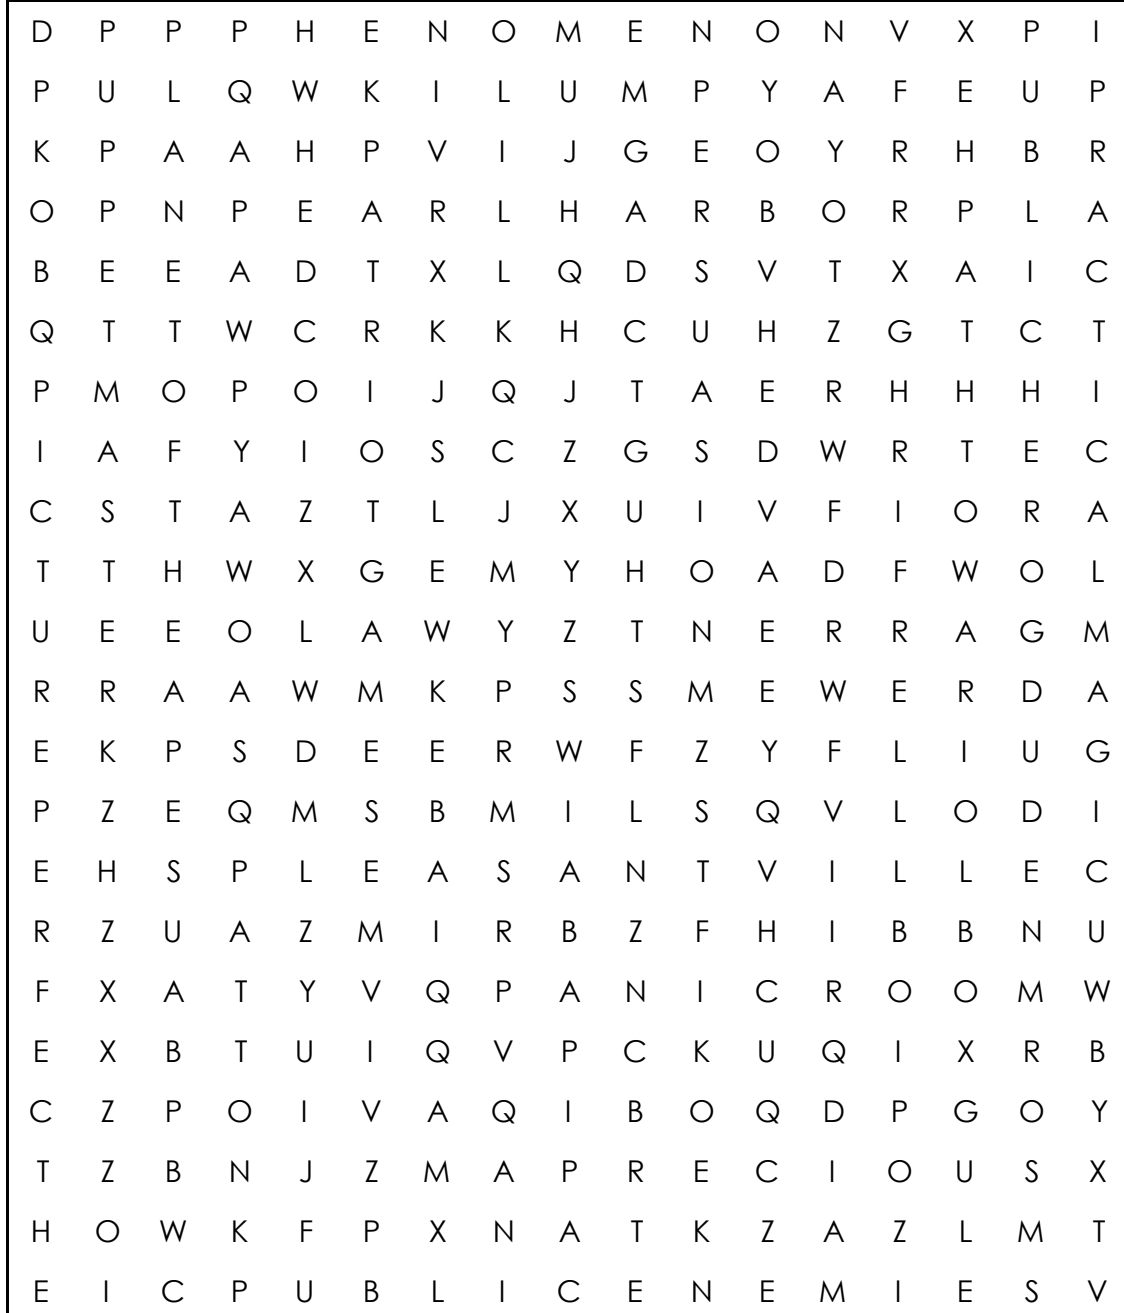 D P P P H E N O M E N O N V X P I
P U L Q W K I L U M P Y A F E U P
K P A A H P V I J G E O Y R H B R
O P N P E A R L H A R B O R P L A
B E E A D T X L Q D S V T X A I C
Q T T W C R K K H C U H Z G T C T
P M O P O I J Q J T A E R H H H I
I A F Y I O S C Z G S D W R T E C
C S T A Z T L J X U I V F I O R A
T T H W X G E M Y H O A D F W O L
U E E O L A W Y Z T N E R R A G M
R R A A W M K P S S M E W E R D A
E K P S D E E R W F Z Y F L I U G
P Z E Q M S B M I L S Q V L O D I
E H S P L E A S A N T V I L L E C
R Z U A Z M I R B Z F H I B B N U
F X A T Y V Q P A N I C R O O M W
E X B T U I Q V P C K U Q I X R B
C Z P O I V A Q I B O Q D P G O Y
T Z B N J Z M A P R E C I O U S X
H O W K F P X N A T K Z A Z L M T
E I C P U B L I C E N E M I E S V